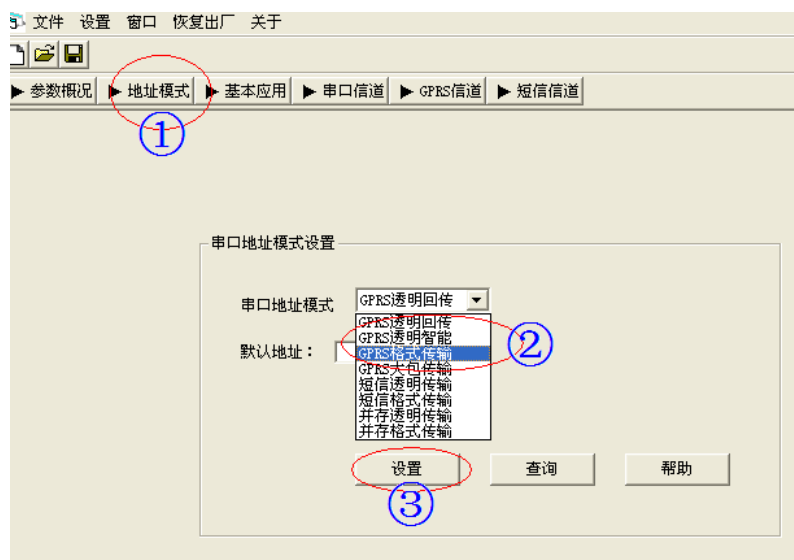 文件 设置 窗口 恢复出厂 关于
参数概况 地址模式 基本应用 串口信道 GPRS信道 短信信道
①
串口地址模式设置
串口地址模式 GPRS透明回传
GPRS透明回传
GPRS透明智能
默认地址： GPRS格式传输
②
GPRS大包传输
短信透明传输
短信格式传输
并存透明传输
并存格式传输
设置 查询 帮助
③